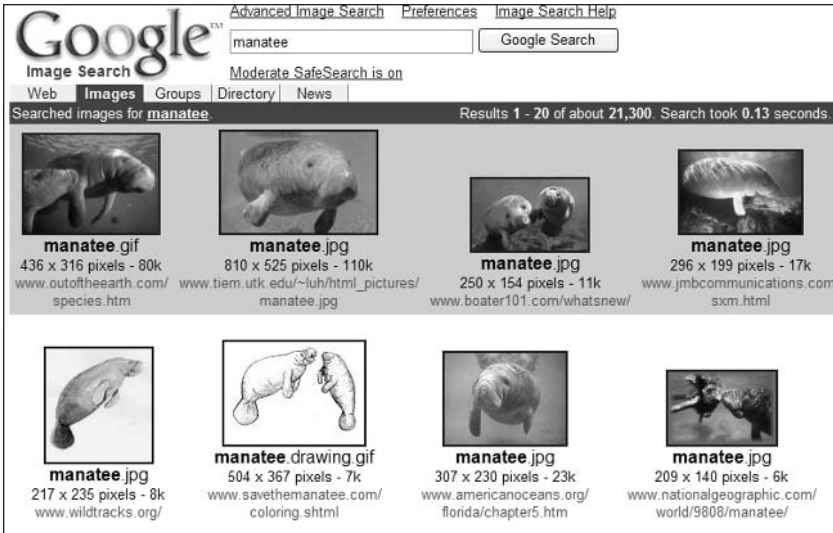 Advanced Image Search Preferences Image Search Help
Google™
manatee Google Search
Image Search
Moderate SafeSearch is on
Web Images Groups Directory News
Searched images for manatee. Results 1 - 20 of about 21,300. Search took 0.13 seconds.
manatee.gif
436 x 316 pixels - 80k
www.outoftheearth.com/
species.htm
manatee.jpg
810 x 525 pixels - 110k
www.tiem.utk.edu/~luh/html_pictures/
manatee.jpg
manatee.jpg
250 x 154 pixels - 11k
www.boater101.com/whatsnew/
manatee.jpg
296 x 199 pixels - 17k
www.jmbcommunications.com
sxm.html
manatee.jpg
217 x 235 pixels - 8k
www.wildtracks.org/
manatee.drawing.gif
504 x 367 pixels - 7k
www.savethemanatee.com/
coloring.shtml
manatee.jpg
307 x 230 pixels - 23k
www.americanoceans.org/
florida/chapter5.htm
manatee.jpg
209 x 140 pixels - 6k
www.nationalgeographic.com/
world/9808/manatee/